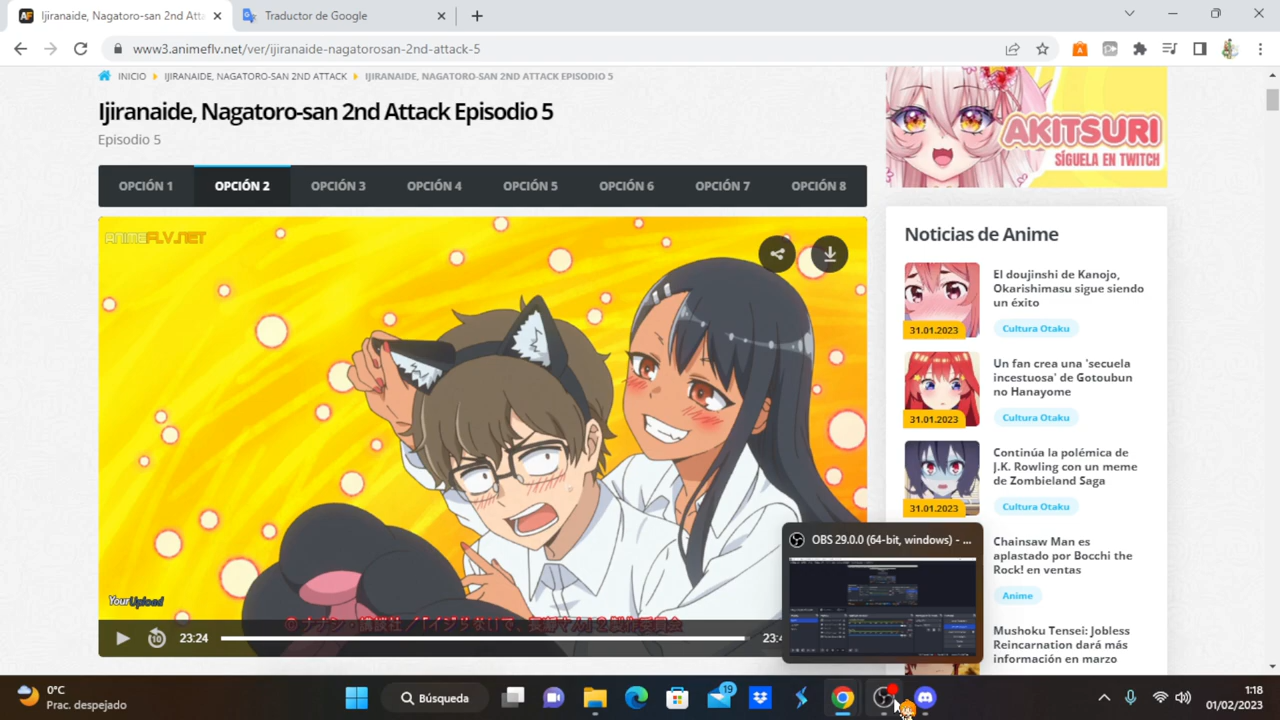 Ijiranaide, Nagatoro-san 2nd Atta
Traductor de Google
www3.animeflv.net/ver/ijiranaide-nagatorosan-2nd-attack-5
INICIO
IJIRANAIDE, NAGATORO-SAN 2ND ATTACK
IJIRANAIDE, NAGATORO-SAN 2ND ATTACK EPISODIO 5
Ijiranaide, Nagatoro-san 2nd Attack Episodio 5
Episodio 5
OPCIÓN 1
OPCIÓN 2
OPCIÓN 3
OPCIÓN 4
OPCIÓN 5
OPCIÓN 6
OPCIÓN 7
OPCIÓN 8
ANIMEFLV.NET
YourUpload
10
23:24
23:4
AKITSURI
SÍGUELA EN TWITCH
Noticias de Anime
El doujinshi de Kanojo,
Okarishimasu sigue siendo
un éxito
31.01.2023
Cultura Otaku
Un fan crea una 'secuela
incestuosa' de Gotoubun
no Hanayome
31.01.2023
Cultura Otaku
Continúa la polémica de
J.K. Rowling con un meme
de Zombieland Saga
31.01.2023
Cultura Otaku
Chainsaw Man es
aplastado por Bocchi the
Rock! en ventas
Anime
Mushoku Tensei: Jobless
Reincarnation dará más
información en marzo
OBS 29.0.0 (64-bit, windows) - ...
0°C
Prac. despejado
Búsqueda
19
1:18
01/02/2023